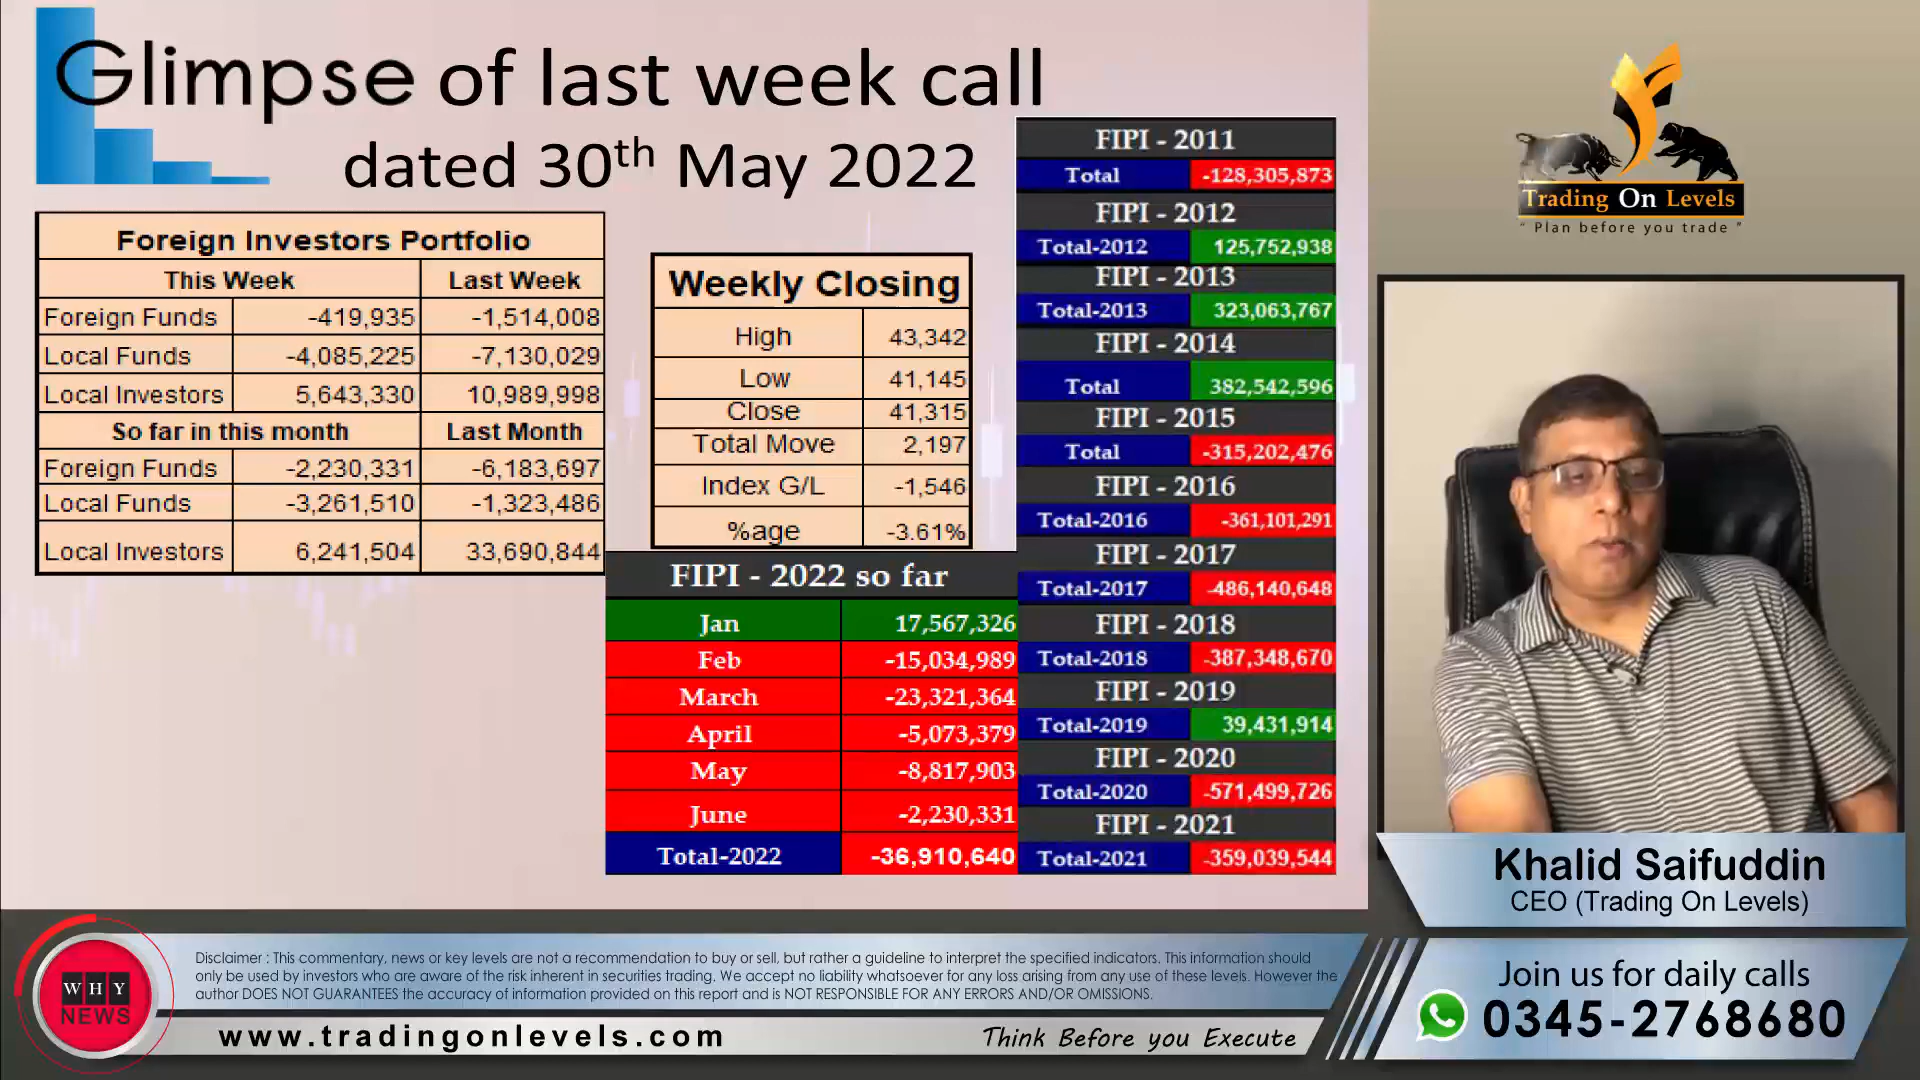 Glimpse of last week call
dated 30th May 2022
Foreign Investors Portfolio
This Week Last Week
Foreign Funds -419,935 -1,514,008
Local Funds -4,085,225 -7,130,029
Local Investors 5,643,330 10,989,998
So far in this month Last Month
Foreign Funds -2,230,331 -6,183,697
Local Funds -3,261,510 -1,323,486
Local Investors 6,241,504 33,690,844
Weekly Closing
High 43,342
Low 41,145
Close 41,315
Total Move 2,197
Index G/L -1,546
%age -3.61%
FIPI - 2022 so far
Jan 17,567,326
Feb -15,034,989
March -23,321,364
April -5,073,379
May -8,817,903
June -2,230,331
Total-2022 -36,910,640
FIPI - 2011
Total -128,305,873
FIPI - 2012
Total-2012 125,752,938
FIPI - 2013
Total-2013 323,063,767
FIPI - 2014
Total 382,542,596
FIPI - 2015
Total -315,202,476
FIPI - 2016
Total-2016 -361,101,291
FIPI - 2017
Total-2017 -486,140,648
FIPI - 2018
Total-2018 -387,348,670
FIPI - 2019
Total-2019 39,431,914
FIPI - 2020
Total-2020 -571,499,726
FIPI - 2021
Total-2021 -359,039,544
Trading On Levels
" Plan before you trade "
Khalid Saifuddin
CEO (Trading On Levels)
Join us for daily calls
0345-2768680
WHY
NEWS
Disclaimer : This commentary, news or key levels are not a recommendation to buy or sell, but rather a guideline to interpret the specified indicators. This information should
only be used by investors who are aware of the risk inherent in securities trading. We accept no liability whatsoever for any loss arising from any use of these levels. However the
author DOES NOT GUARANTEES the accuracy of information provided on this report and is NOT RESPONSIBLE FOR ANY ERRORS AND/OR OMISSIONS.
www.tradingonlevels.com
Think Before you Execute